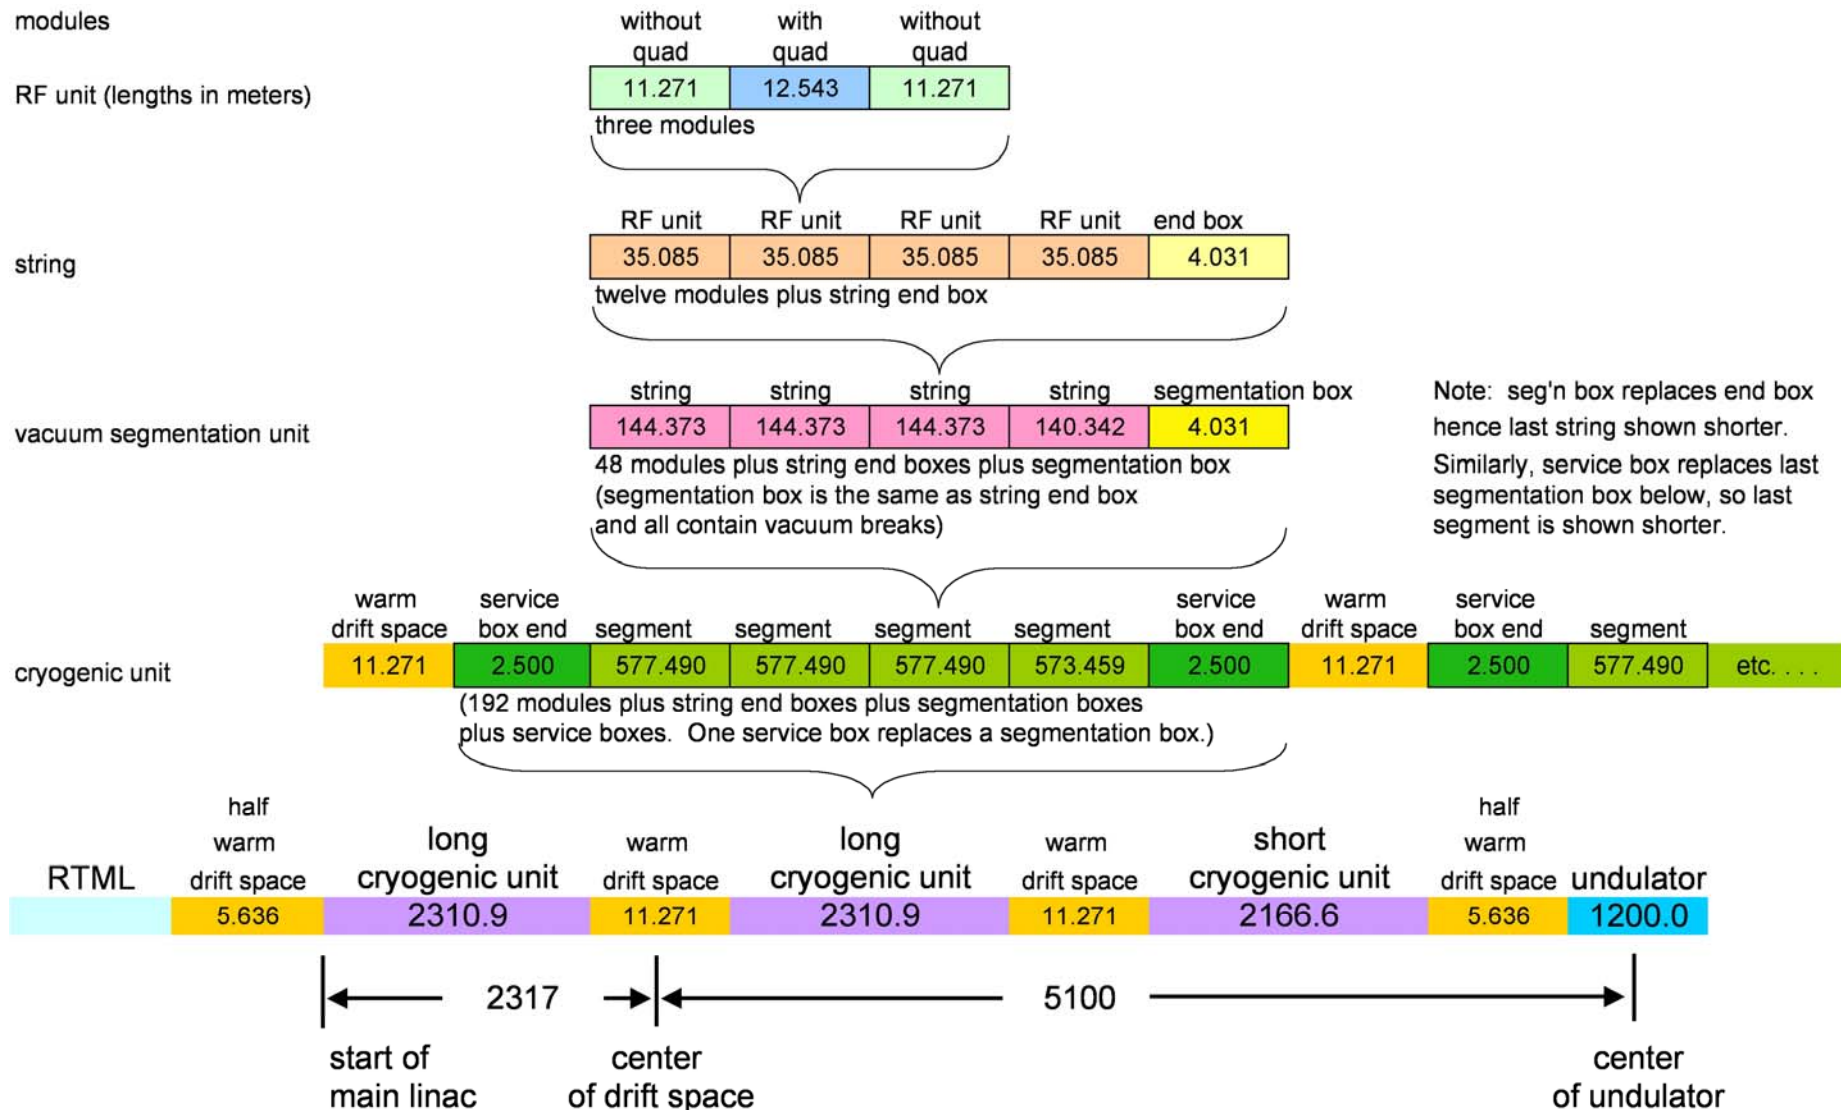 modules
without with without
quad quad quad
RF unit (lengths in meters) 11.271 12.543 11.271
three modules
RF unit RF unit RF unit RF unit end box
string 35.085 35.085 35.085 35.085 4.031
twelve modules plus string end box
string string string string segmentation box
vacuum segmentation unit 144.373 144.373 144.373 140.342 4.031
48 modules plus string end boxes plus segmentation box
(segmentation box is the same as string end box
and all contain vacuum breaks)
Note: seg'n box replaces end box
hence last string shown shorter.
Similarly, service box replaces last
segmentation box below, so last
segment is shown shorter.
warm service service warm service
drift space box end segment segment segment segment box end drift space box end segment
cryogenic unit 11.271 2.500 577.490 577.490 577.490 573.459 2.500 11.271 2.500 577.490 etc. . . .
(192 modules plus string end boxes plus segmentation boxes
plus service boxes. One service box replaces a segmentation box.)
half half
warm long warm long warm short warm
RTML drift space cryogenic unit drift space cryogenic unit drift space cryogenic unit drift space undulator
5.636 2310.9 11.271 2310.9 11.271 2166.6 5.636 1200.0
2317 5100
start of center center
main linac of drift space of undulator